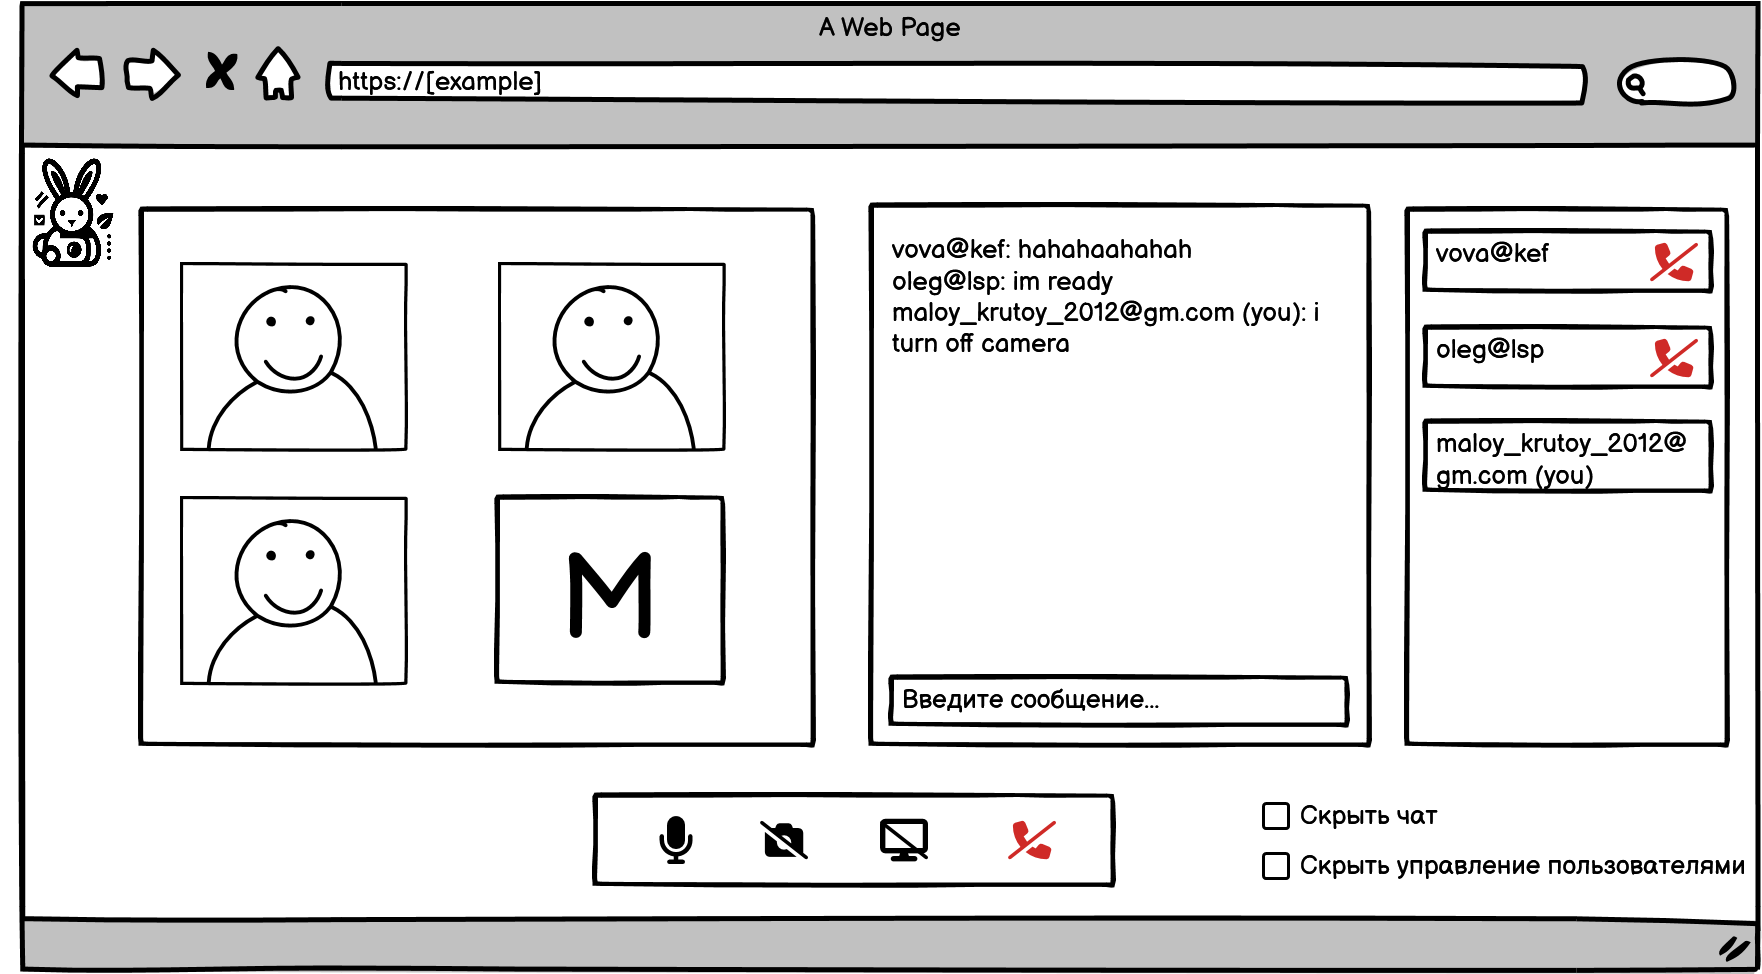 A Web Page
https://[example]
vova@kef: hahahaahahah
oleg@lsp: im ready
maloy_krutoy_2012@gm.com (you): i
turn off camera
Введите сообщение...
vova@kef
oleg@lsp
maloy_krutoy_2012@
gm.com (you)
M
Скрыть чат
Скрыть управление пользователями